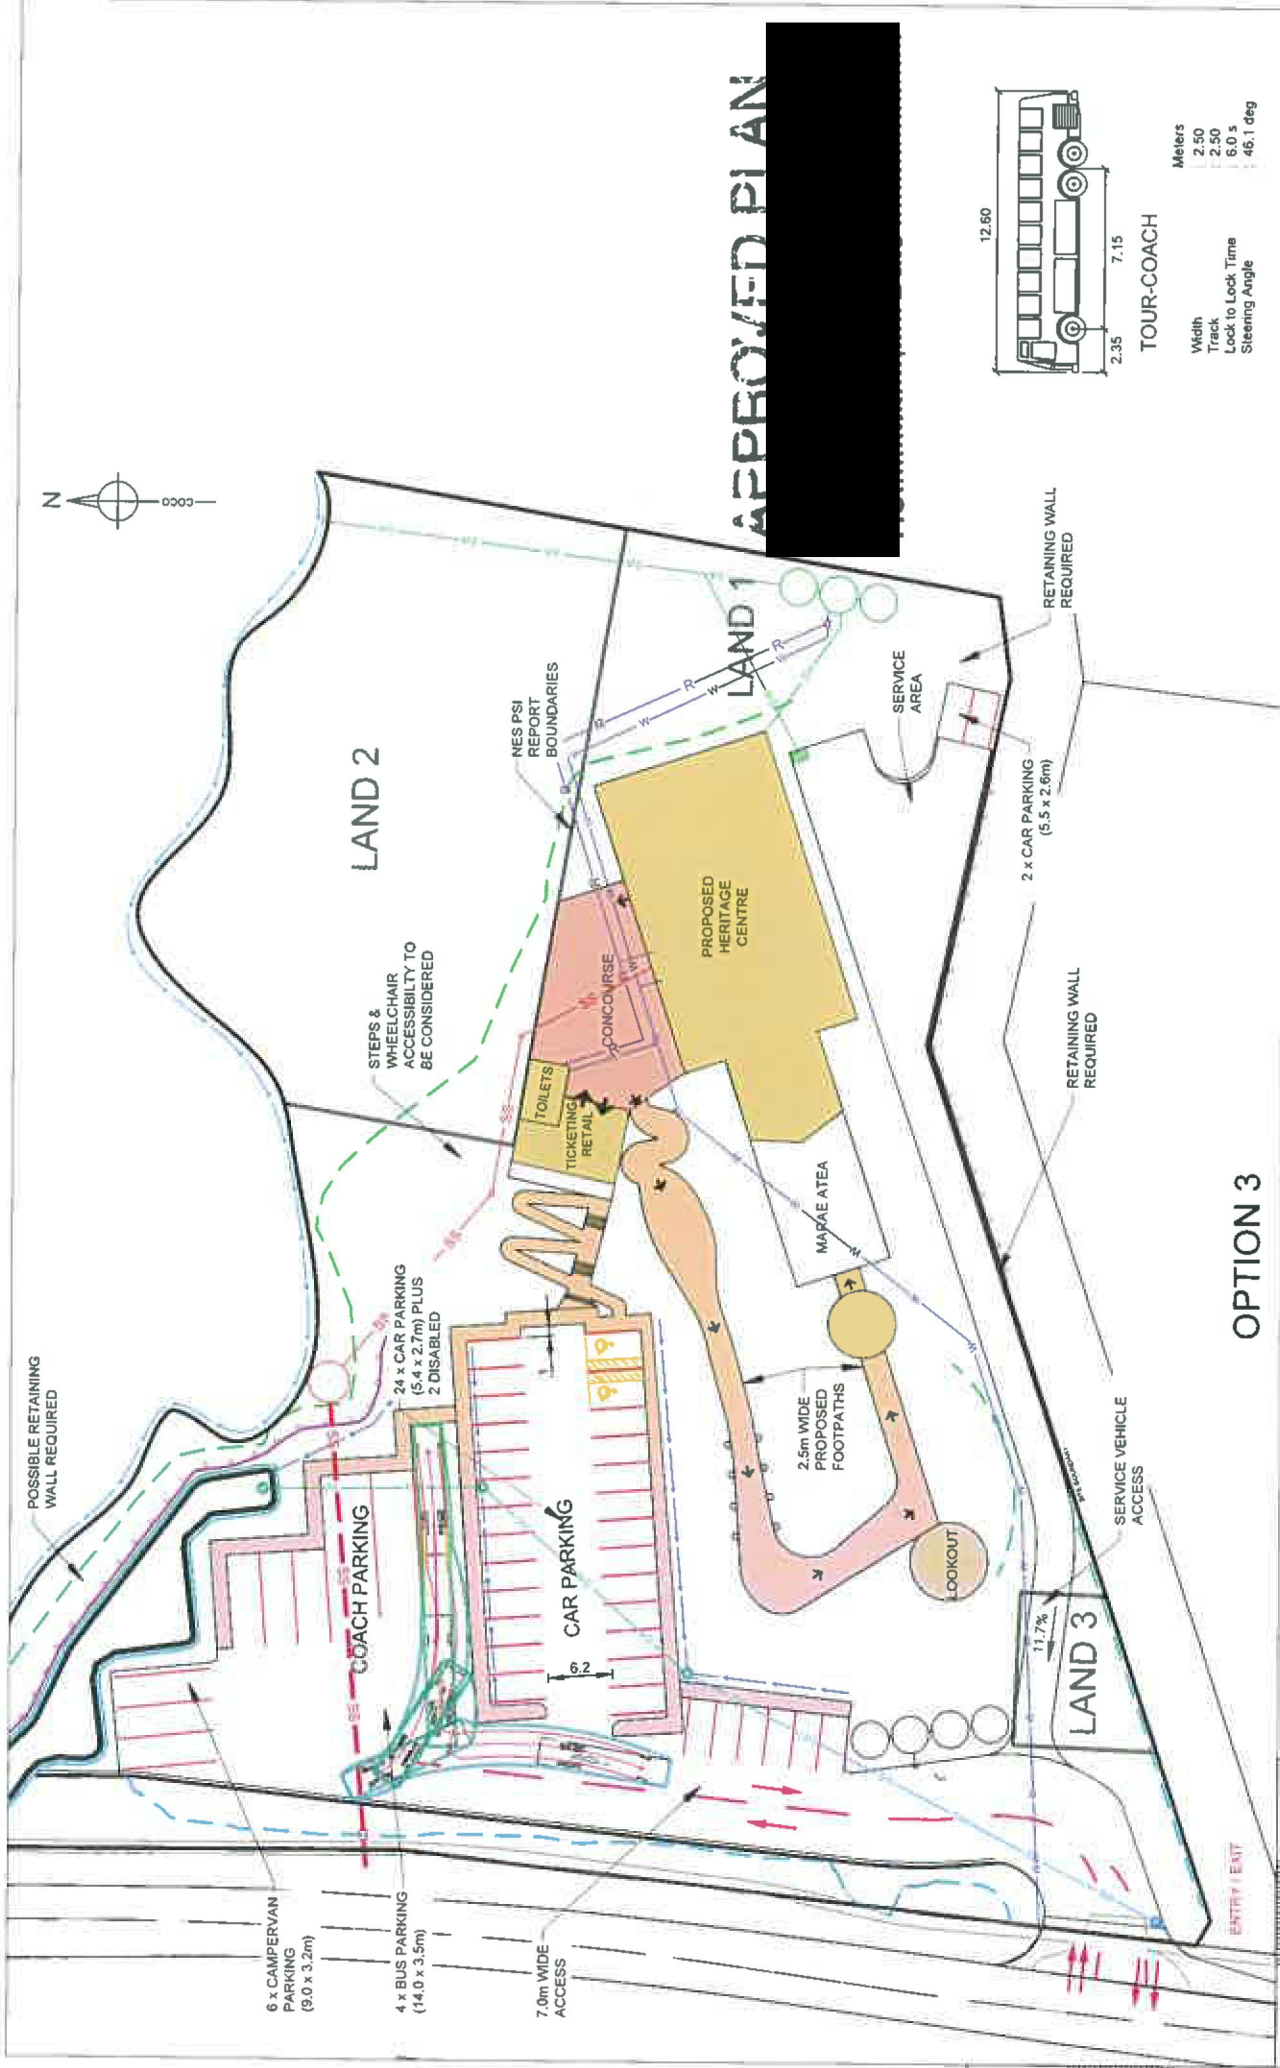 N
POSSIBLE RETAINING
WALL REQUIRED
LAND 2
STEPS &
WHEELCHAIR
ACCESSIBILTY TO
BE CONSIDERED
NES PSI
REPORT
BOUNDARIES
24 x CAR PARKING
(5.4 x 2.7m) PLUS
2 DISABLED
6 x CAMPERVAN
PARKING
(9.0 x 3.2m)
4 x BUS PARKING
(14.0 x 3.5m)
7.0m WIDE
ACCESS
COACH PARKING
CAR PARKING
6.2
TOILETS
TICKETING
RETAIL
CONCOURSE
PROPOSED
HERITAGE
CENTRE
MARAE ATEA
2.5m WIDE
PROPOSED
FOOTPATHS
LOOKOUT
LAND 1
SERVICE
AREA
RETAINING WALL
REQUIRED
2 x CAR PARKING
(5.5 x 2.6m)
RETAINING WALL
REQUIRED
SERVICE VEHICLE
ACCESS
11.7%
LAND 3
ENTRY / EXIT
SS
SS
SS
SS
SS
SS
R
R
W
W
W
W
OPTION 3
APPROVED PLAN
12.60
2.35
7.15
TOUR-COACH
Meters
Width : 2.50
Track : 2.50
Lock to Lock Time : 6.0 s
Steering Angle : 46.1 deg